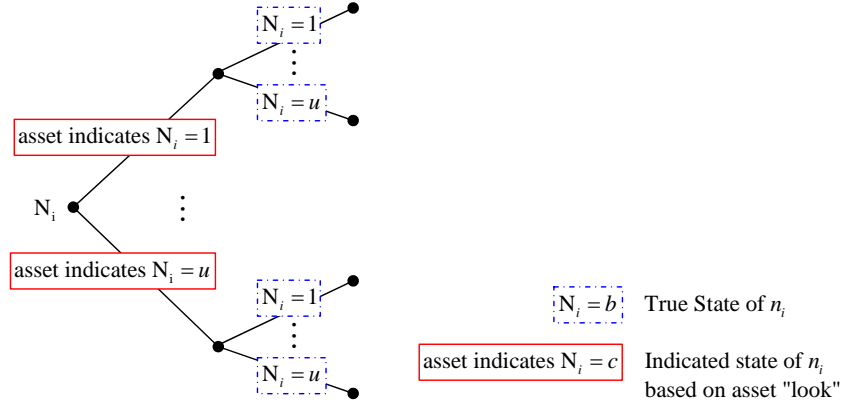 N_i = 1
⋮
N_i = u
asset indicates N_i = 1
N_i
⋮
asset indicates N_i = u
N_i = 1
⋮
N_i = u
N_i = b True State of n_i
asset indicates N_i = c Indicated state of n_i
based on asset "look"